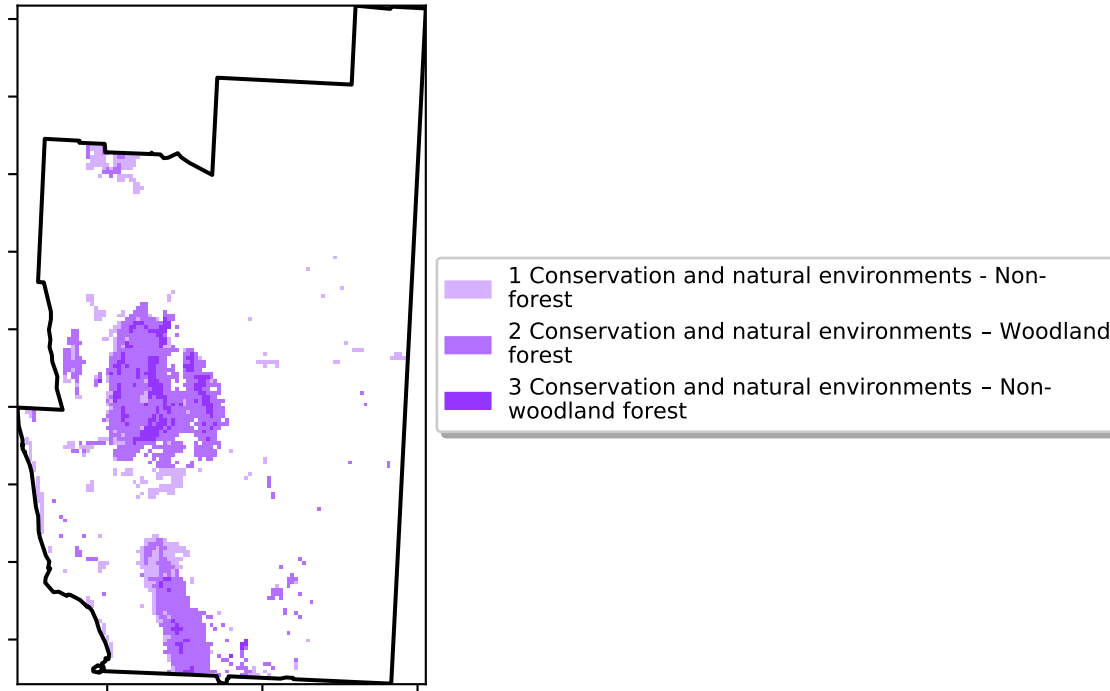 1 Conservation and natural environments - Non-
forest
2 Conservation and natural environments – Woodland
forest
3 Conservation and natural environments – Non-
woodland forest